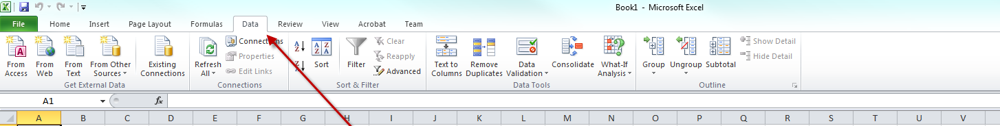 Book1 - Microsoft Excel
File Home Insert Page Layout Formulas Data Review View Acrobat Team
From Access
From Web
From Text
From Other Sources
Existing Connections
Get External Data
Refresh All
Connections
Properties
Edit Links
Connections
A Z
Z A
A Z Z A
Sort
Filter
Clear
Reapply
Advanced
Sort & Filter
Text to Columns
Remove Duplicates
Data Validation
Consolidate
What-If Analysis
Data Tools
Group
Ungroup
Subtotal
Show Detail
Hide Detail
Outline
A1 fx
A B C D E F G H I J K L M N O P Q R S T U V